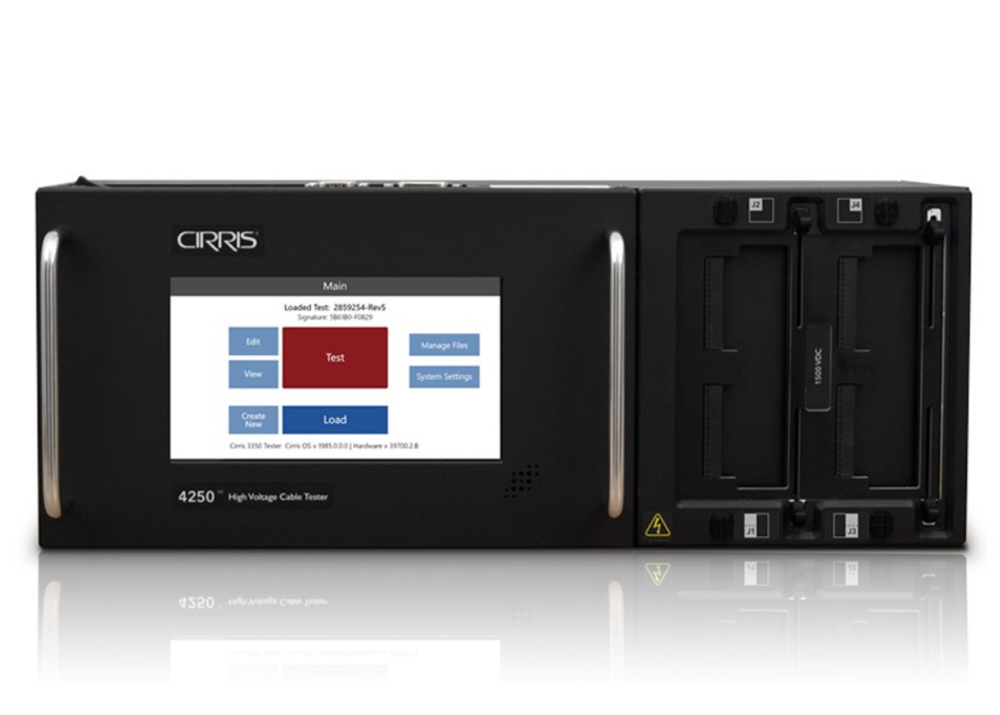 CIRRIS
Main
Loaded Test: 2859254-Rev5
Signature: 5B61B0-F0829
Edit
Test
Manage Files
View
System Settings
Create
New
Load
Cirris 3350 Tester Cirris OS v 1985.0.0.0 | Hardware v 39700.2.B
4250™ High Voltage Cable Tester
J2
J4
1500 VDC
J1
J3